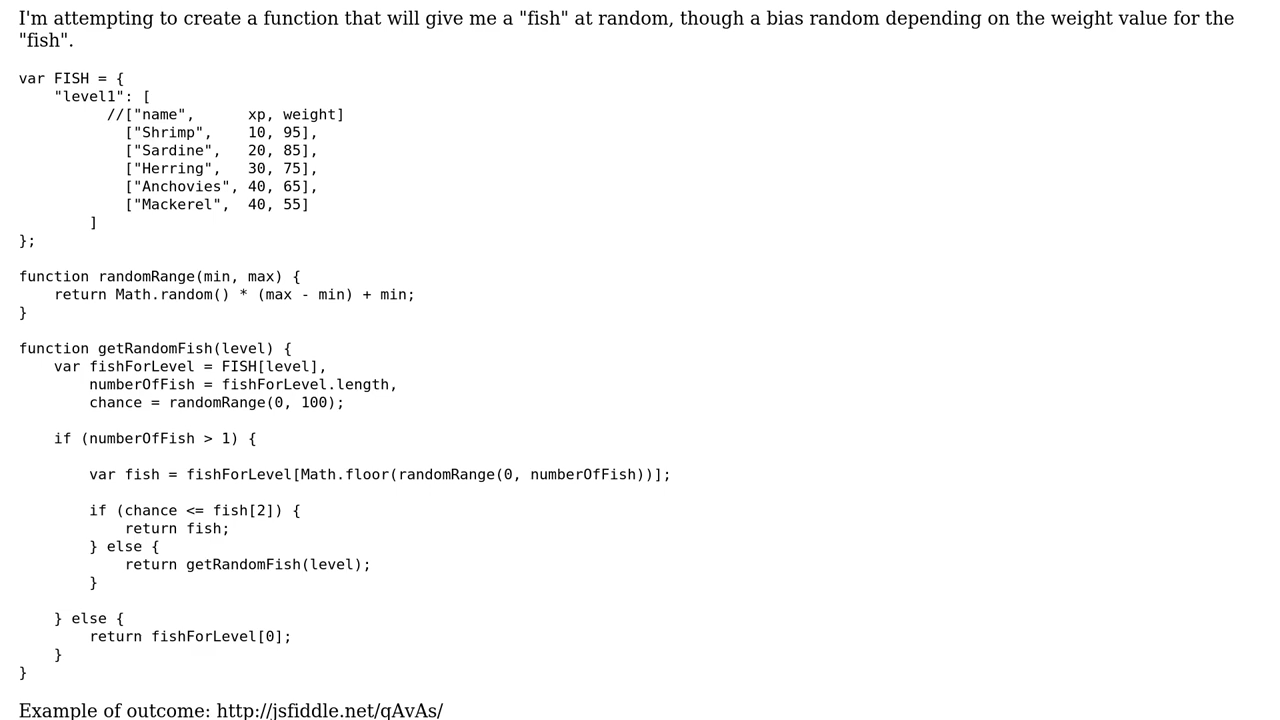 I'm attempting to create a function that will give me a "fish" at random, though a bias random depending on the weight value for the
"fish".
var FISH = {
    "level1": [
          //["name",      xp, weight]
            ["Shrimp",    10, 95],
            ["Sardine",   20, 85],
            ["Herring",   30, 75],
            ["Anchovies", 40, 65],
            ["Mackerel",  40, 55]
        ]
};
function randomRange(min, max) {
    return Math.random() * (max - min) + min;
}
function getRandomFish(level) {
    var fishForLevel = FISH[level],
        numberOfFish = fishForLevel.length,
        chance = randomRange(0, 100);
    if (numberOfFish > 1) {
        var fish = fishForLevel[Math.floor(randomRange(0, numberOfFish))];
        if (chance <= fish[2]) {
            return fish;
        } else {
            return getRandomFish(level);
        }
    } else {
        return fishForLevel[0];
    }
}
Example of outcome: http://jsfiddle.net/qAvAs/